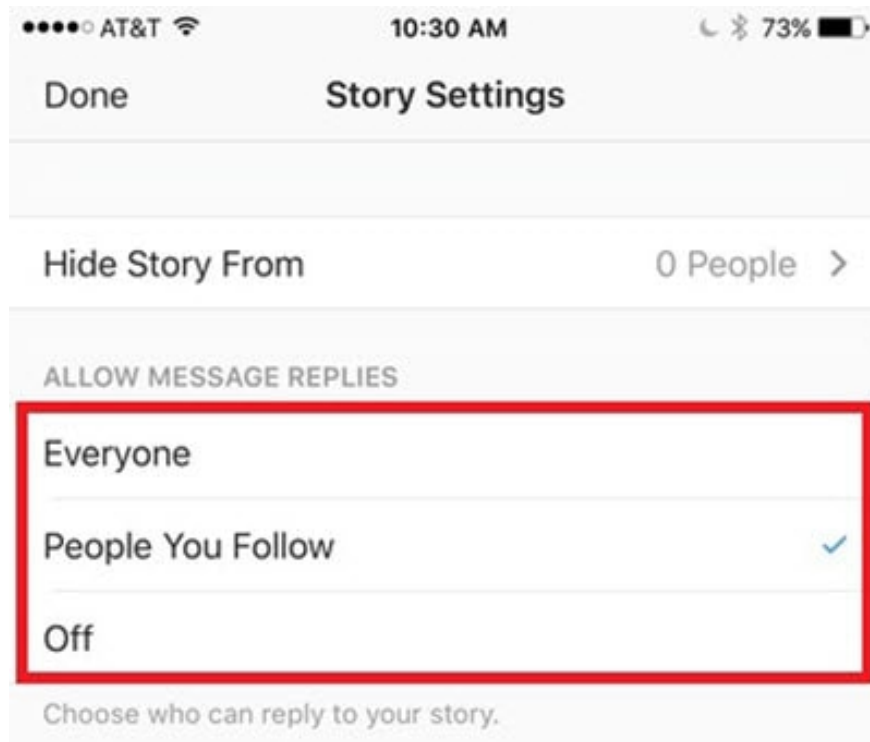 AT&T 10:30 AM 73%
Done Story Settings
Hide Story From 0 People
ALLOW MESSAGE REPLIES
Everyone
People You Follow
Off
Choose who can reply to your story.